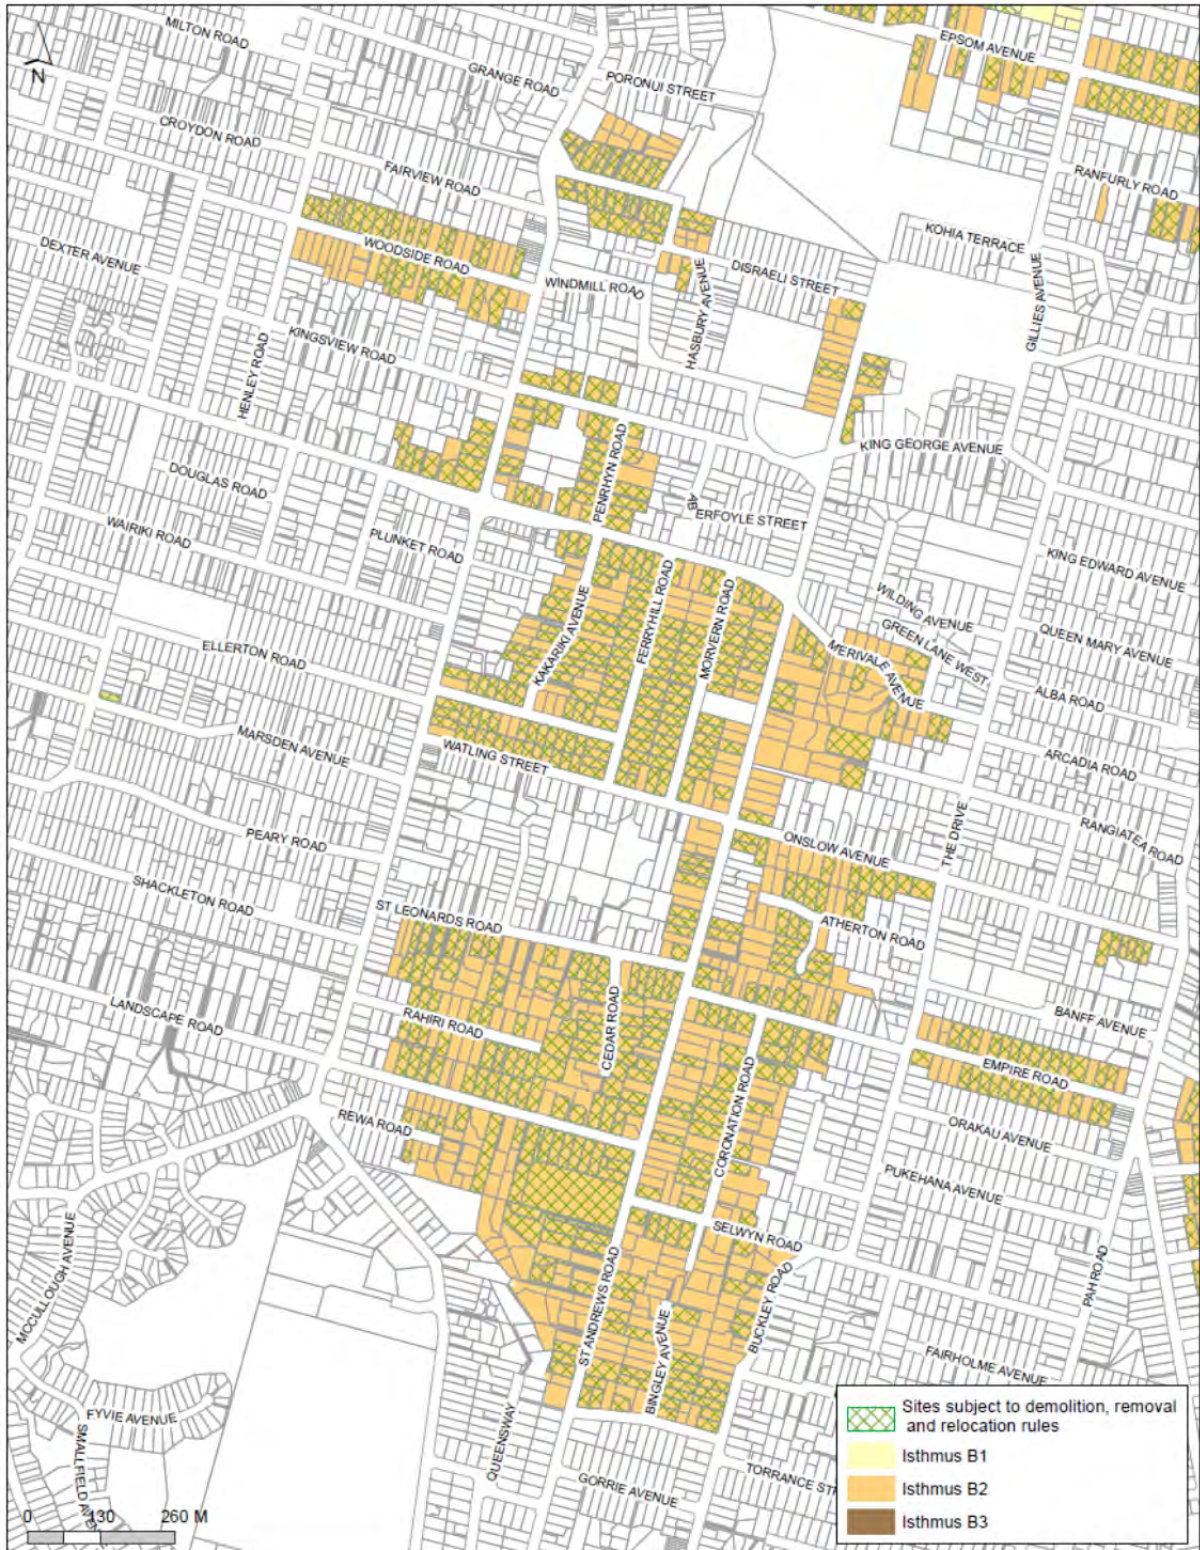 MILTON ROAD
EPSOM AVENUE
N
GRANGE ROAD
PORONUI STREET
CROYDON ROAD
FAIRVIEW ROAD
RANFURLY ROAD
DEXTER AVENUE
WOODSIDE ROAD
KOHIA TERRACE
WINDMILL ROAD
HASBURY AVENUE
DISRAELI STREET
GILLIES AVENUE
KINGSVIEW ROAD
HENLEY ROAD
KING GEORGE AVENUE
PENRHYN ROAD
DOUGLAS ROAD
ABERFOYLE STREET
WAIRIKI ROAD
PLUNKET ROAD
KING EDWARD AVENUE
WILDING AVENUE
KAKARIKI AVENUE
FERRYHILL ROAD
MORVERN ROAD
GREEN LANE WEST
QUEEN MARY AVENUE
ELLERTON ROAD
MERIVALE AVENUE
ALBA ROAD
MARSDEN AVENUE
WATLING STREET
ARCADIA ROAD
PEARY ROAD
ONSLOW AVENUE
THE DRIVE
RANGIATEA ROAD
SHACKLETON ROAD
ST LEONARDS ROAD
ATHERTON ROAD
LANDSCAPE ROAD
RAHIRI ROAD
CEDAR ROAD
BANFF AVENUE
EMPIRE ROAD
CORONATION ROAD
REWA ROAD
ORAKAU AVENUE
PUKEHANA AVENUE
MCCULLOUGH AVENUE
SELWYN ROAD
ST ANDREWS ROAD
BUCKLEY ROAD
PAH ROAD
BINGLEY AVENUE
FAIRHOLME AVENUE
FYVIE AVENUE
SMALLFIELD AVEN
QUEENSWAY
GORRIE AVENUE
TORRANCE ST
Sites subject to demolition, removal
and relocation rules
Isthmus B1
Isthmus B2
Isthmus B3
0 130 260 M